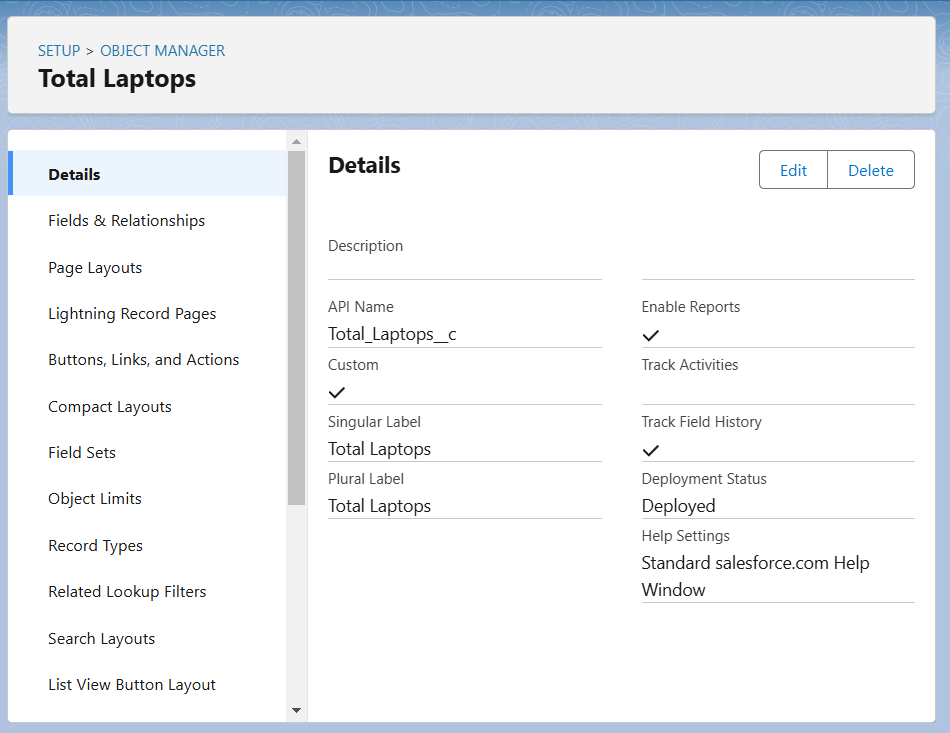 SETUP > OBJECT MANAGER
Total Laptops
Details
Fields & Relationships
Page Layouts
Lightning Record Pages
Buttons, Links, and Actions
Compact Layouts
Field Sets
Object Limits
Record Types
Related Lookup Filters
Search Layouts
List View Button Layout
Details
Edit
Delete
Description
API Name
Total_Laptops__c
Custom
Singular Label
Total Laptops
Plural Label
Total Laptops
Enable Reports
Track Activities
Track Field History
Deployment Status
Deployed
Help Settings
Standard salesforce.com Help
Window